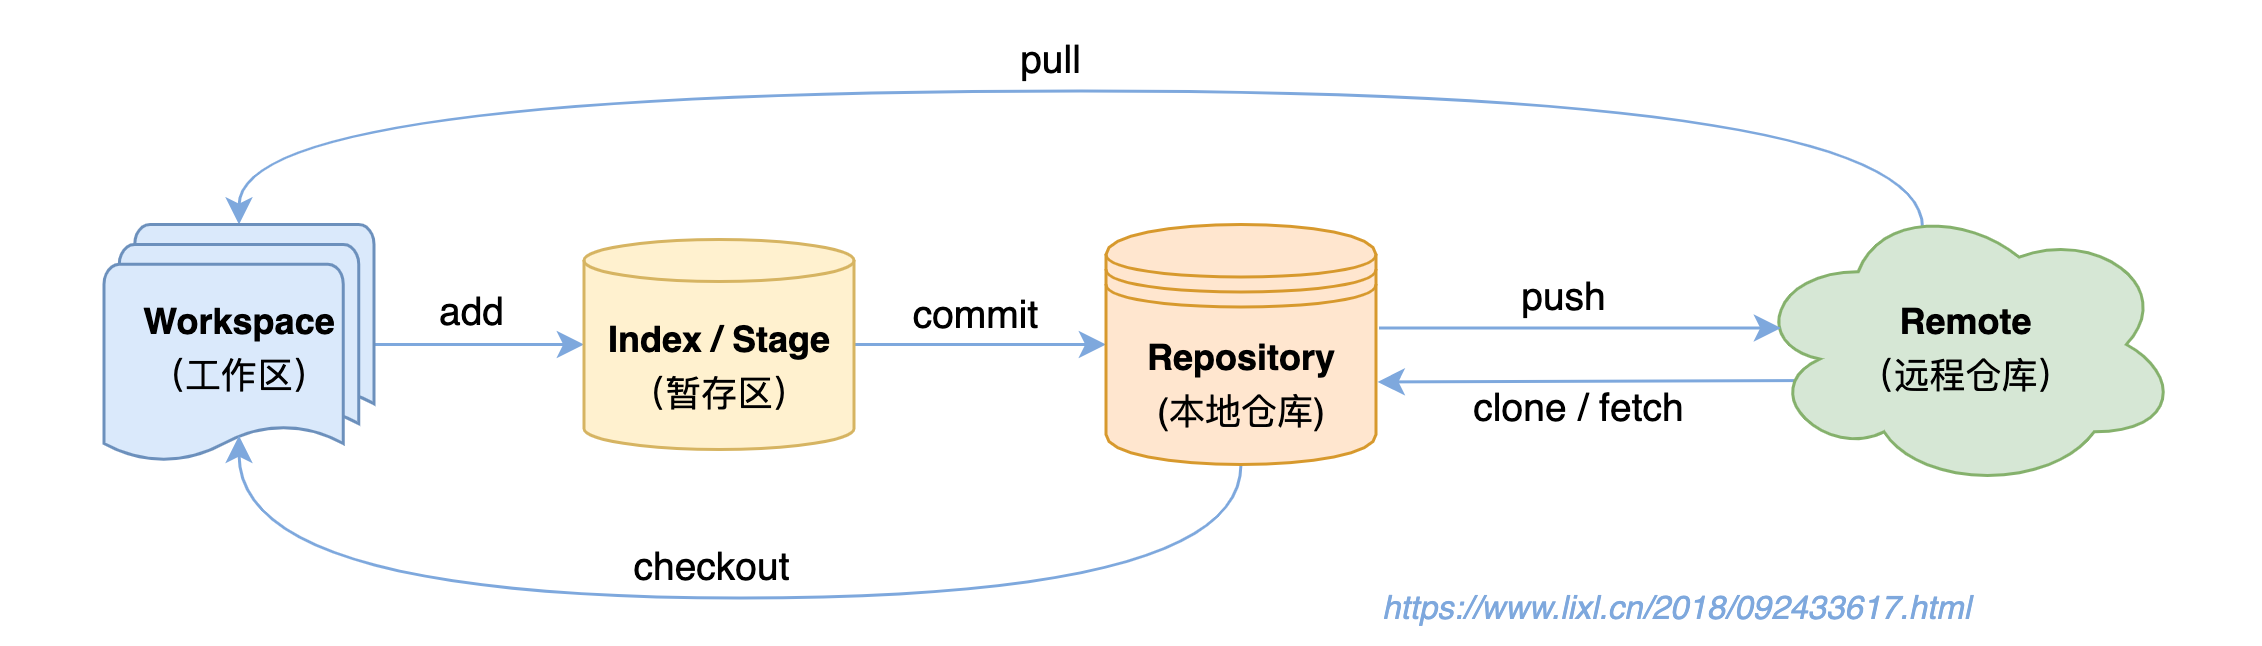 pull
Workspace
(工作区)
add
Index / Stage
(暂存区)
commit
Repository
(本地仓库)
push
clone / fetch
Remote
(远程仓库)
checkout
https://www.lixl.cn/2018/092433617.html